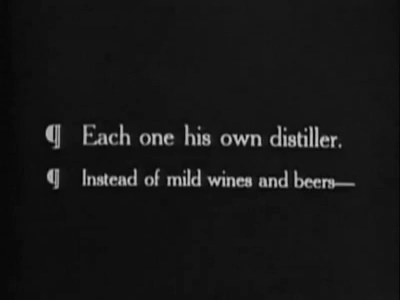 ¶ Each one his own distiller.
¶ Instead of mild wines and beers—